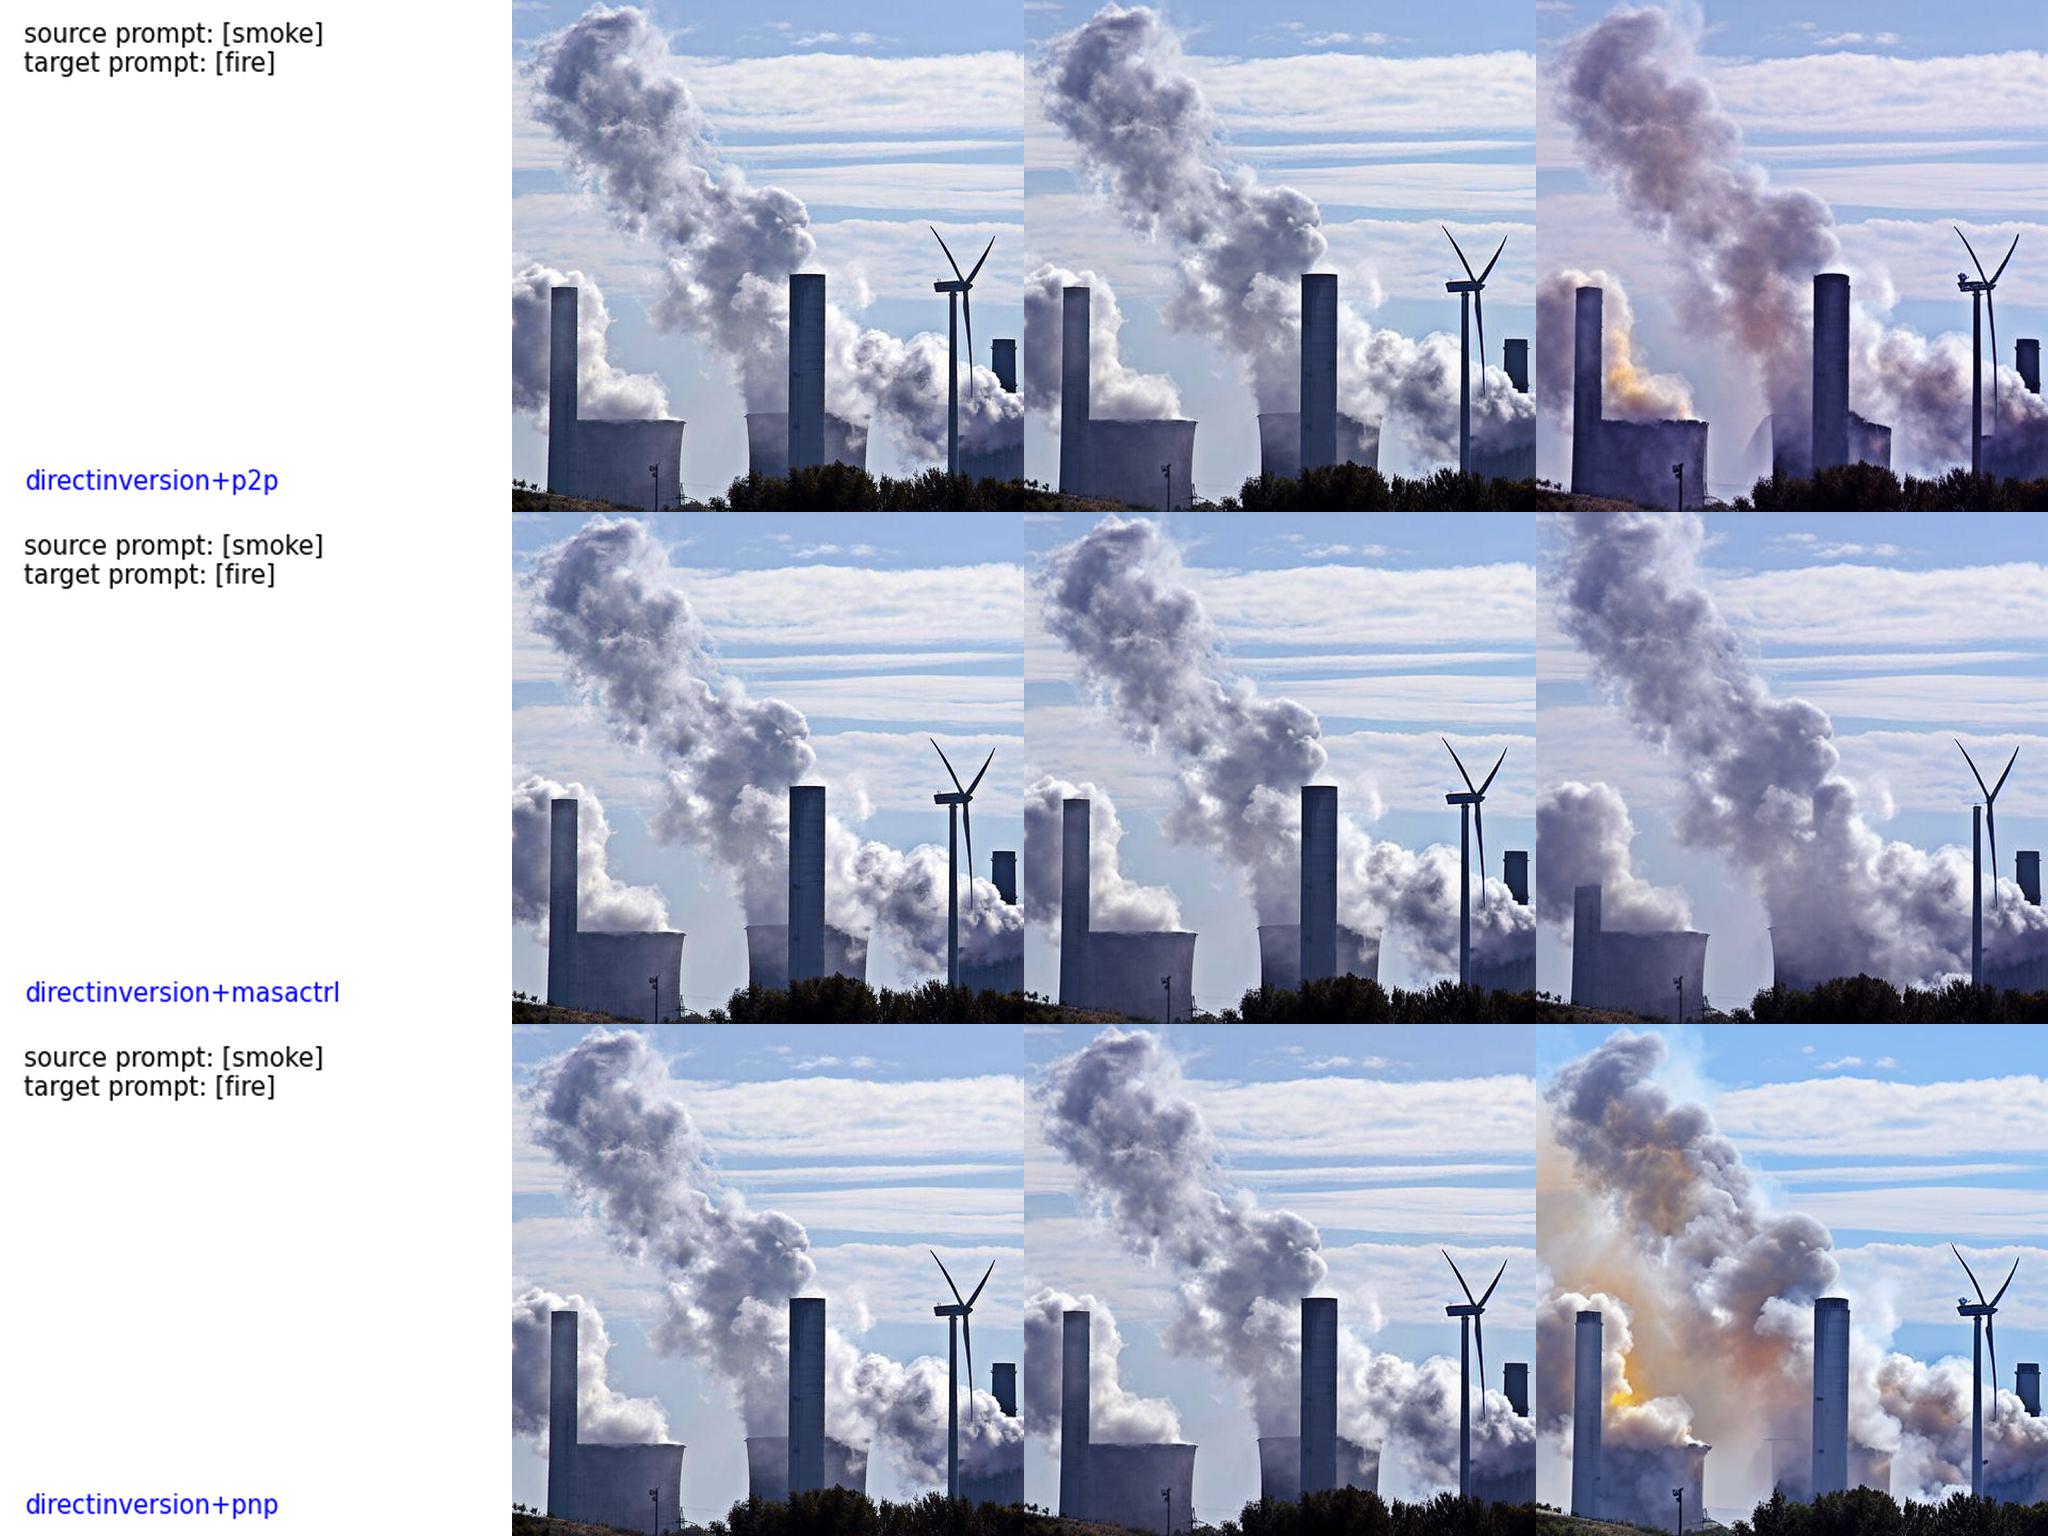 source prompt: [smoke]
target prompt: [fire]
directinversion+p2p
source prompt: [smoke]
target prompt: [fire]
directinversion+masactrl
source prompt: [smoke]
target prompt: [fire]
directinversion+pnp